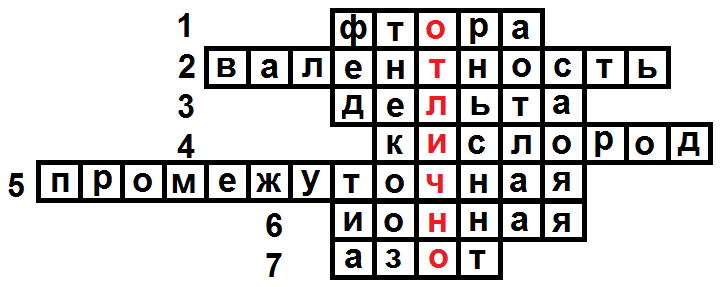 1 фтора
2 валентность
3 дельта
4 кислород
5 промежуточная
6 ионная
7 азот